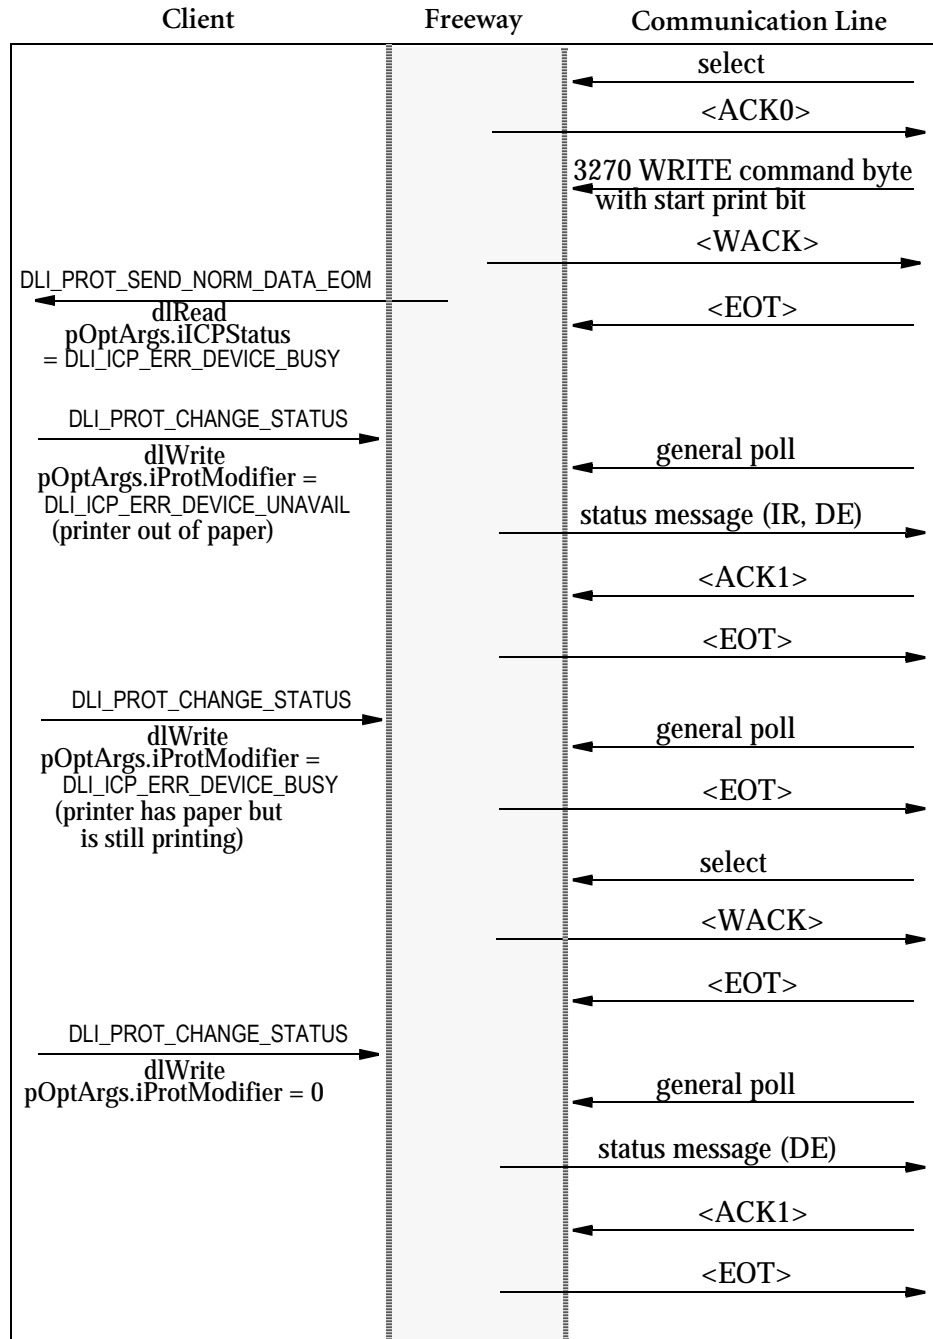 Client Freeway Communication Line
select
<ACK0>
3270 WRITE command byte
with start print bit
<WACK>
DLI_PROT_SEND_NORM_DATA_EOM
dlRead
<EOT>
pOptArgs.iICPStatus
= DLI_ICP_ERR_DEVICE_BUSY
DLI_PROT_CHANGE_STATUS
dlWrite
general poll
pOptArgs.iProtModifier =
DLI_ICP_ERR_DEVICE_UNAVAIL
status message (IR, DE)
(printer out of paper)
<ACK1>
<EOT>
DLI_PROT_CHANGE_STATUS
dlWrite
general poll
pOptArgs.iProtModifier =
DLI_ICP_ERR_DEVICE_BUSY
<EOT>
(printer has paper but
is still printing)
select
<WACK>
<EOT>
DLI_PROT_CHANGE_STATUS
dlWrite
pOptArgs.iProtModifier = 0
general poll
status message (DE)
<ACK1>
<EOT>